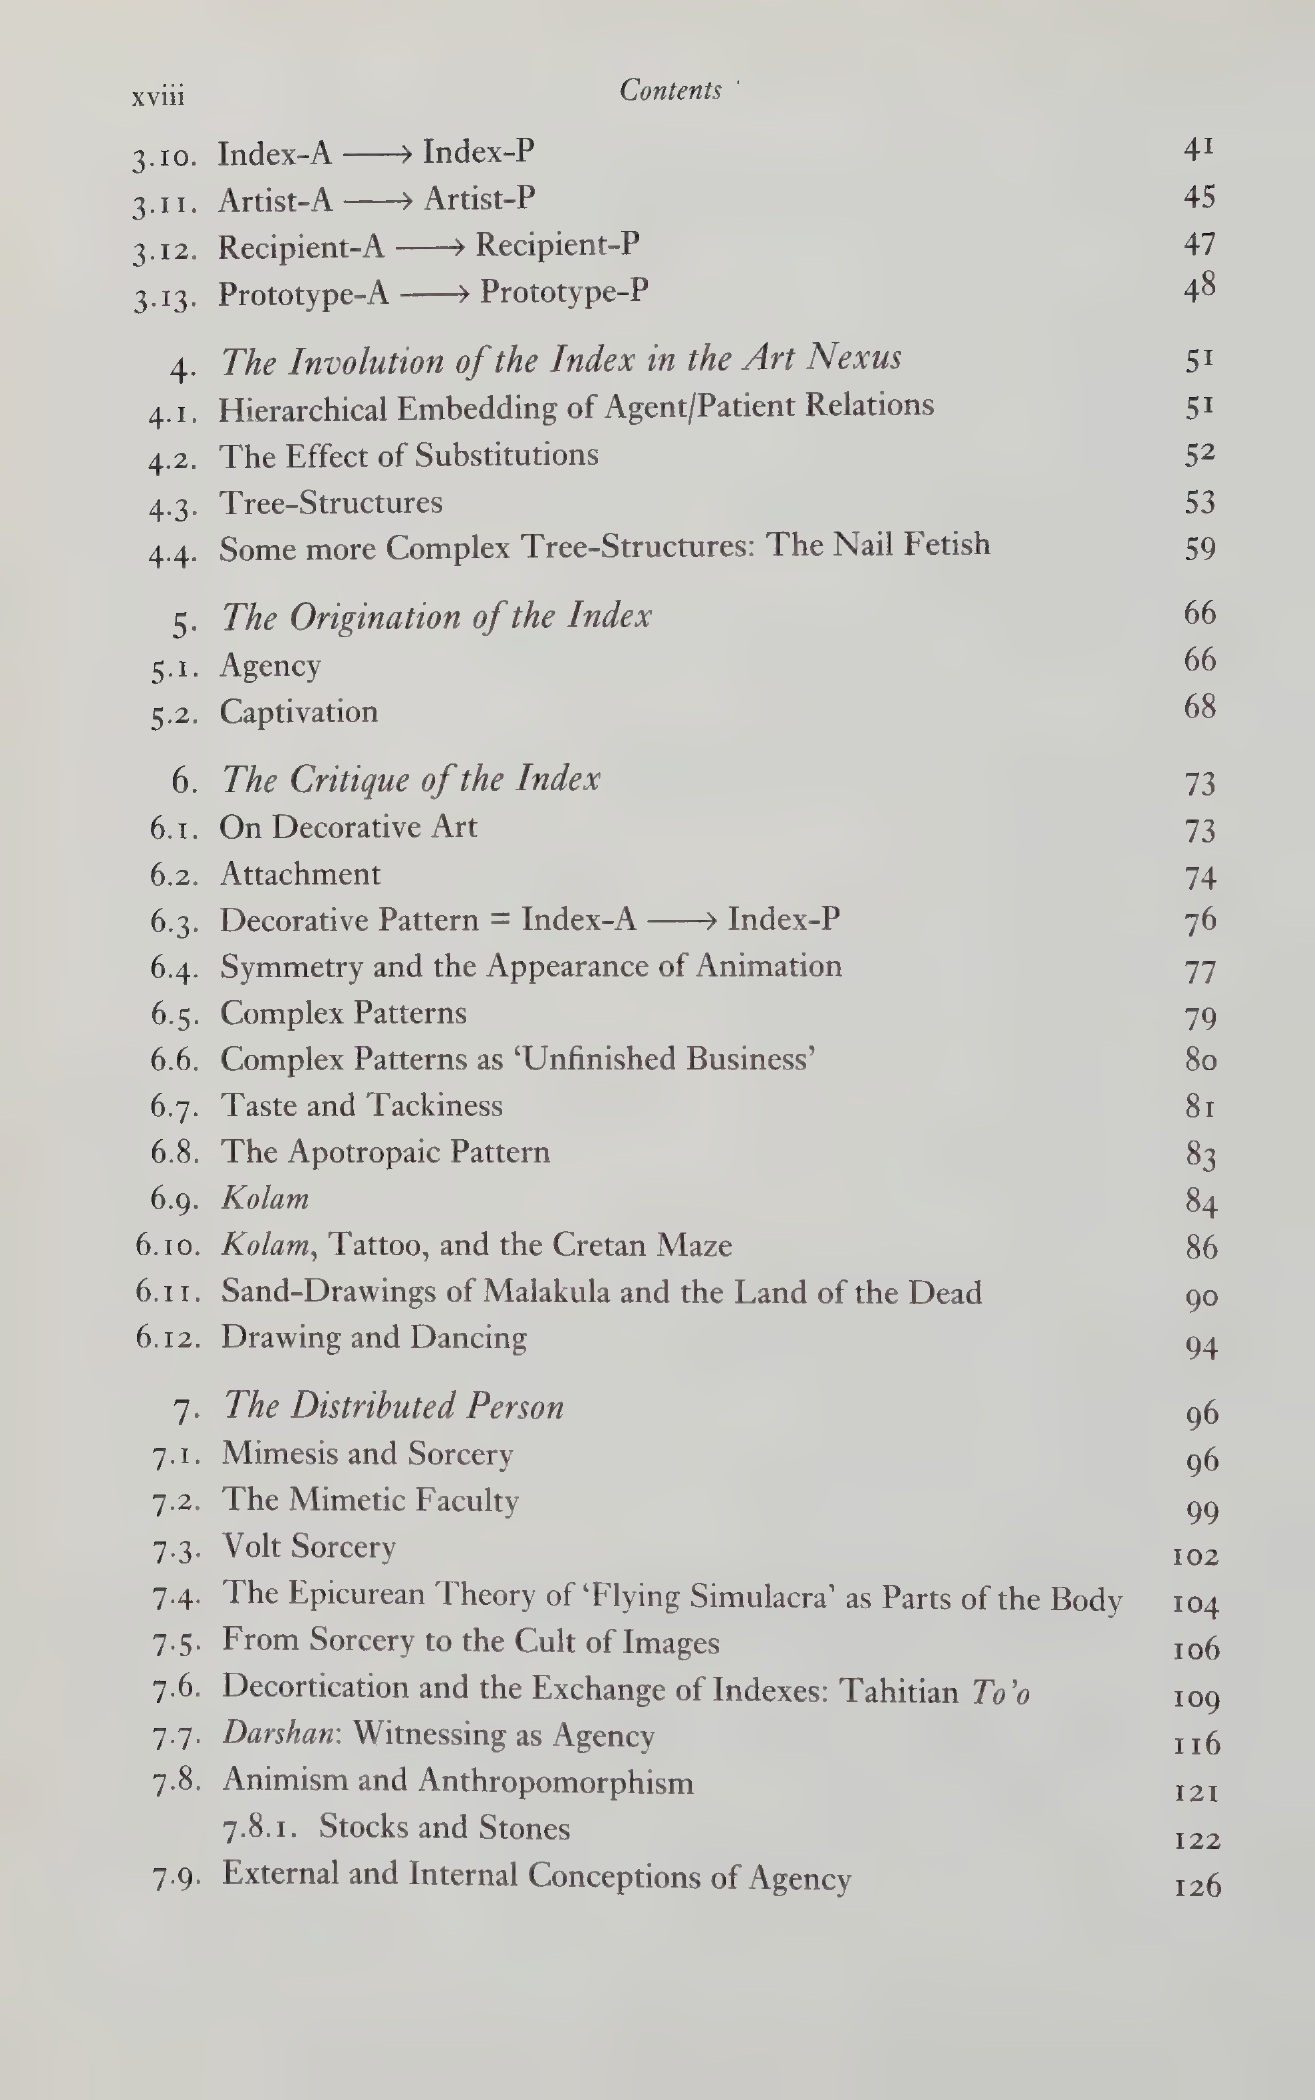 xviii Contents
3.10. Index-A ⟶ Index-P 41
3.11. Artist-A ⟶ Artist-P 45
3.12. Recipient-A ⟶ Recipient-P 47
3.13. Prototype-A ⟶ Prototype-P 48
4. The Involution of the Index in the Art Nexus 51
4.1. Hierarchical Embedding of Agent/Patient Relations 51
4.2. The Effect of Substitutions 52
4.3. Tree-Structures 53
4.4. Some more Complex Tree-Structures: The Nail Fetish 59
5. The Origination of the Index 66
5.1. Agency 66
5.2. Captivation 68
6. The Critique of the Index 73
6.1. On Decorative Art 73
6.2. Attachment 74
6.3. Decorative Pattern = Index-A ⟶ Index-P 76
6.4. Symmetry and the Appearance of Animation 77
6.5. Complex Patterns 79
6.6. Complex Patterns as ‘Unfinished Business’ 80
6.7. Taste and Tackiness 81
6.8. The Apotropaic Pattern 83
6.9. Kolam 84
6.10. Kolam, Tattoo, and the Cretan Maze 86
6.11. Sand-Drawings of Malakula and the Land of the Dead 90
6.12. Drawing and Dancing 94
7. The Distributed Person 96
7.1. Mimesis and Sorcery 96
7.2. The Mimetic Faculty 99
7.3. Volt Sorcery 102
7.4. The Epicurean Theory of ‘Flying Simulacra’ as Parts of the Body 104
7.5. From Sorcery to the Cult of Images 106
7.6. Decortication and the Exchange of Indexes: Tahitian To’o 109
7.7. Darshan: Witnessing as Agency 116
7.8. Animism and Anthropomorphism 121
7.8.1. Stocks and Stones 122
7.9. External and Internal Conceptions of Agency 126